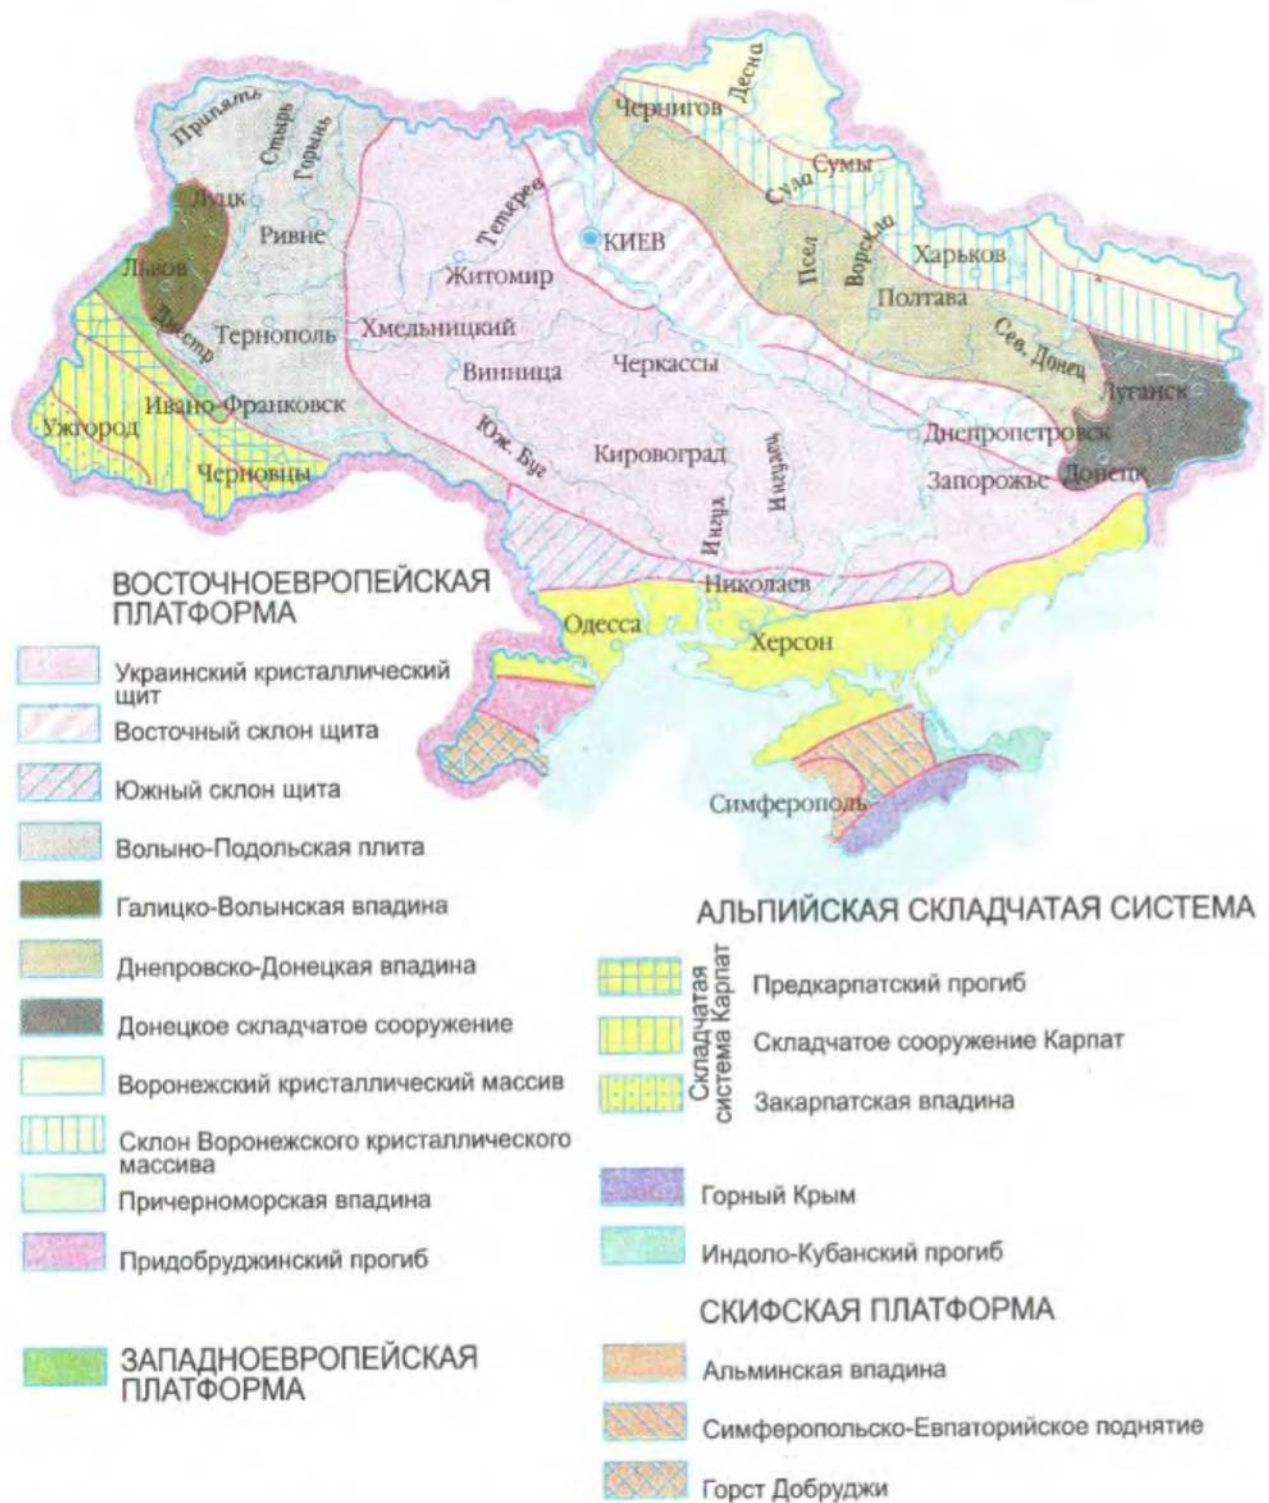 Десна
Чернигов
Припять
Стырь
Горынь
Сумы
Сула
Луцк
Тетерев
Ривне
КИЕВ
Псел
Ворскла
Харьков
Львов
Житомир
Полтава
Днестр
Тернополь
Хмельницкий
Сев. Донец
Винница
Черкассы
Луганск
Ивано-Франковск
Ужгород
Юж. Буг
Днепропетровск
Черновцы
Кировоград
Ингулец
Запорожье
Донецк
Ингул
Николаев
Одесса
Херсон
Симферополь
ВОСТОЧНОЕВРОПЕЙСКАЯ
ПЛАТФОРМА
Украинский кристаллический
щит
Восточный склон щита
Южный склон щита
Волыно-Подольская плита
Галицко-Волынская впадина
Днепровско-Донецкая впадина
Донецкое складчатое сооружение
Воронежский кристаллический массив
Склон Воронежского кристаллического
массива
Причерноморская впадина
Придобруджинский прогиб
ЗАПАДНОЕВРОПЕЙСКАЯ
ПЛАТФОРМА
АЛЬПИЙСКАЯ СКЛАДЧАТАЯ СИСТЕМА
Складчатая
система Карпат
Предкарпатский прогиб
Складчатое сооружение Карпат
Закарпатская впадина
Горный Крым
Индоло-Кубанский прогиб
СКИФСКАЯ ПЛАТФОРМА
Альминская впадина
Симферопольско-Евпаторийское поднятие
Горст Добруджи